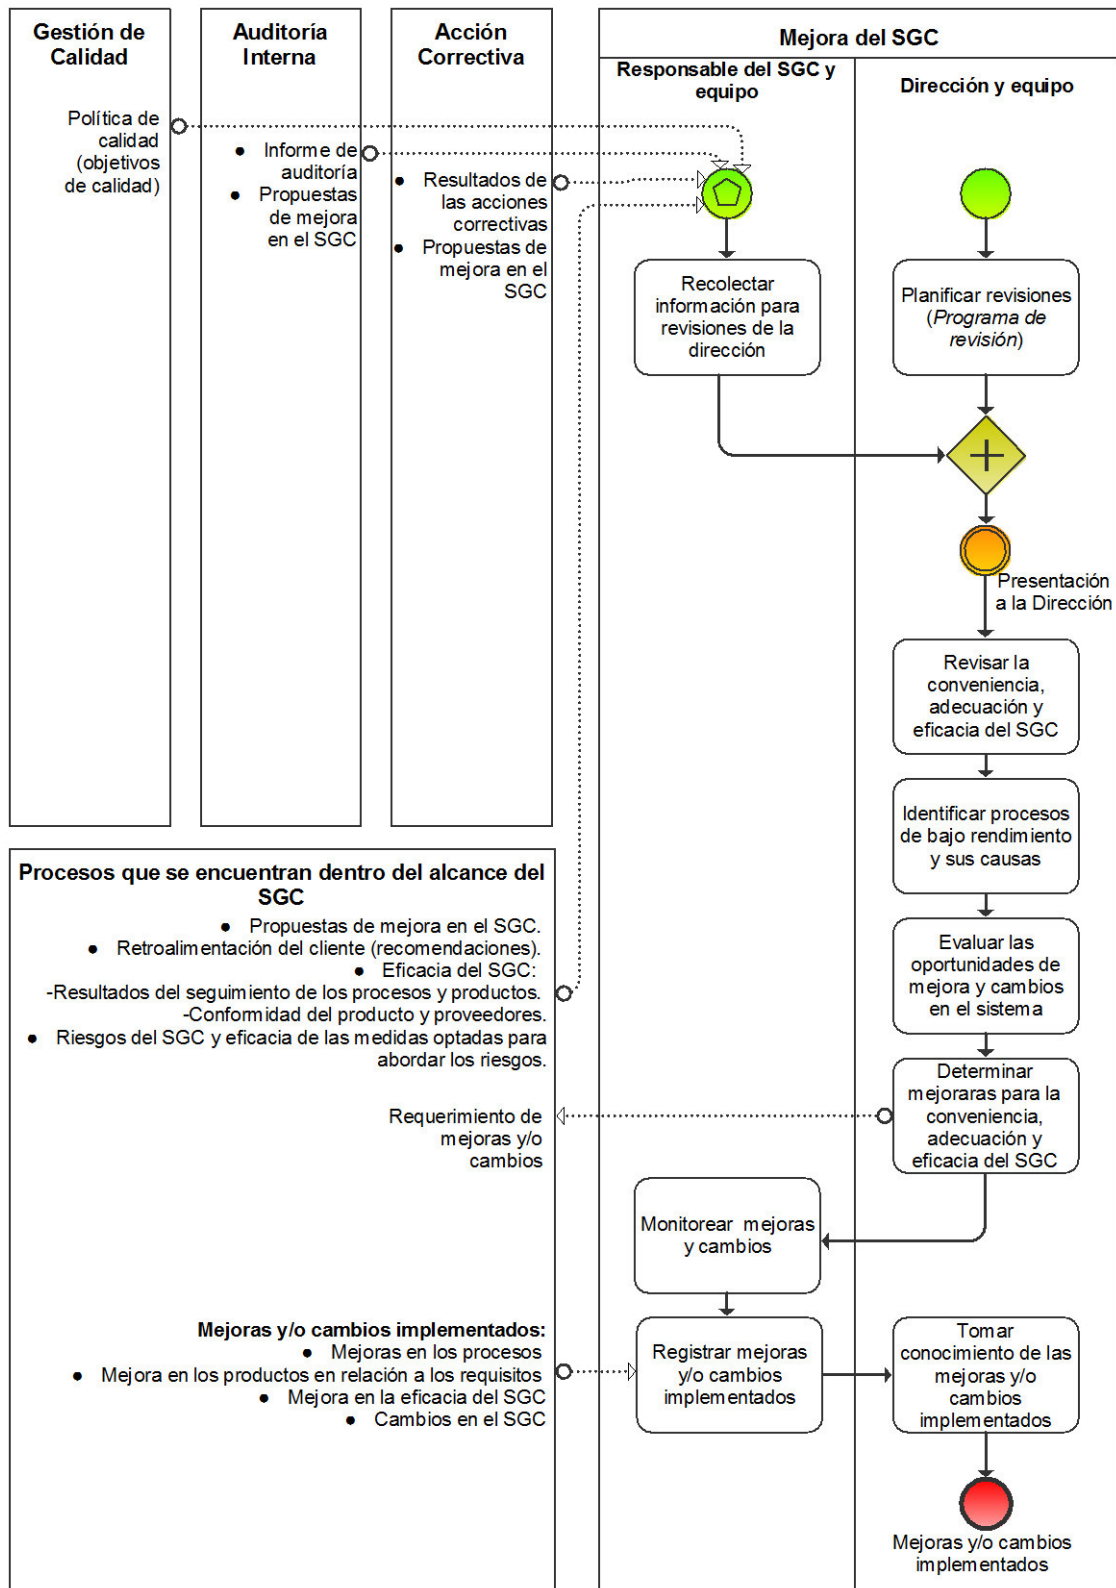 Gestión de
Calidad
Política de
calidad
(objetivos
de calidad)
Auditoría
Interna
● Informe de
auditoría
● Propuestas
de mejora
en el SGC
Acción
Correctiva
● Resultados de
las acciones
correctivas
● Propuestas de
mejora en el
SGC
Mejora del SGC
Responsable del SGC y
equipo
Dirección y equipo
Recolectar
información para
revisiones de la
dirección
Planificar revisiones
(Programa de
revisión)
Presentación
a la Dirección
Revisar la
conveniencia,
adecuación y
eficacia del SGC
Identificar procesos
de bajo rendimiento
y sus causas
Evaluar las
oportunidades de
mejora y cambios
en el sistema
Determinar
mejoraras para la
conveniencia,
adecuación y
eficacia del SGC
Procesos que se encuentran dentro del alcance del
SGC
● Propuestas de mejora en el SGC.
● Retroalimentación del cliente (recomendaciones).
● Eficacia del SGC:
-Resultados del seguimiento de los procesos y productos.
-Conformidad del producto y proveedores.
● Riesgos del SGC y eficacia de las medidas optadas para
abordar los riesgos.
Requerimiento de
mejoras y/o
cambios
Monitorear mejoras
y cambios
Mejoras y/o cambios implementados:
● Mejoras en los procesos
● Mejora en los productos en relación a los requisitos
● Mejora en la eficacia del SGC
● Cambios en el SGC
Registrar mejoras
y/o cambios
implementados
Tomar
conocimiento de las
mejoras y/o
cambios
implementados
Mejoras y/o cambios
implementados